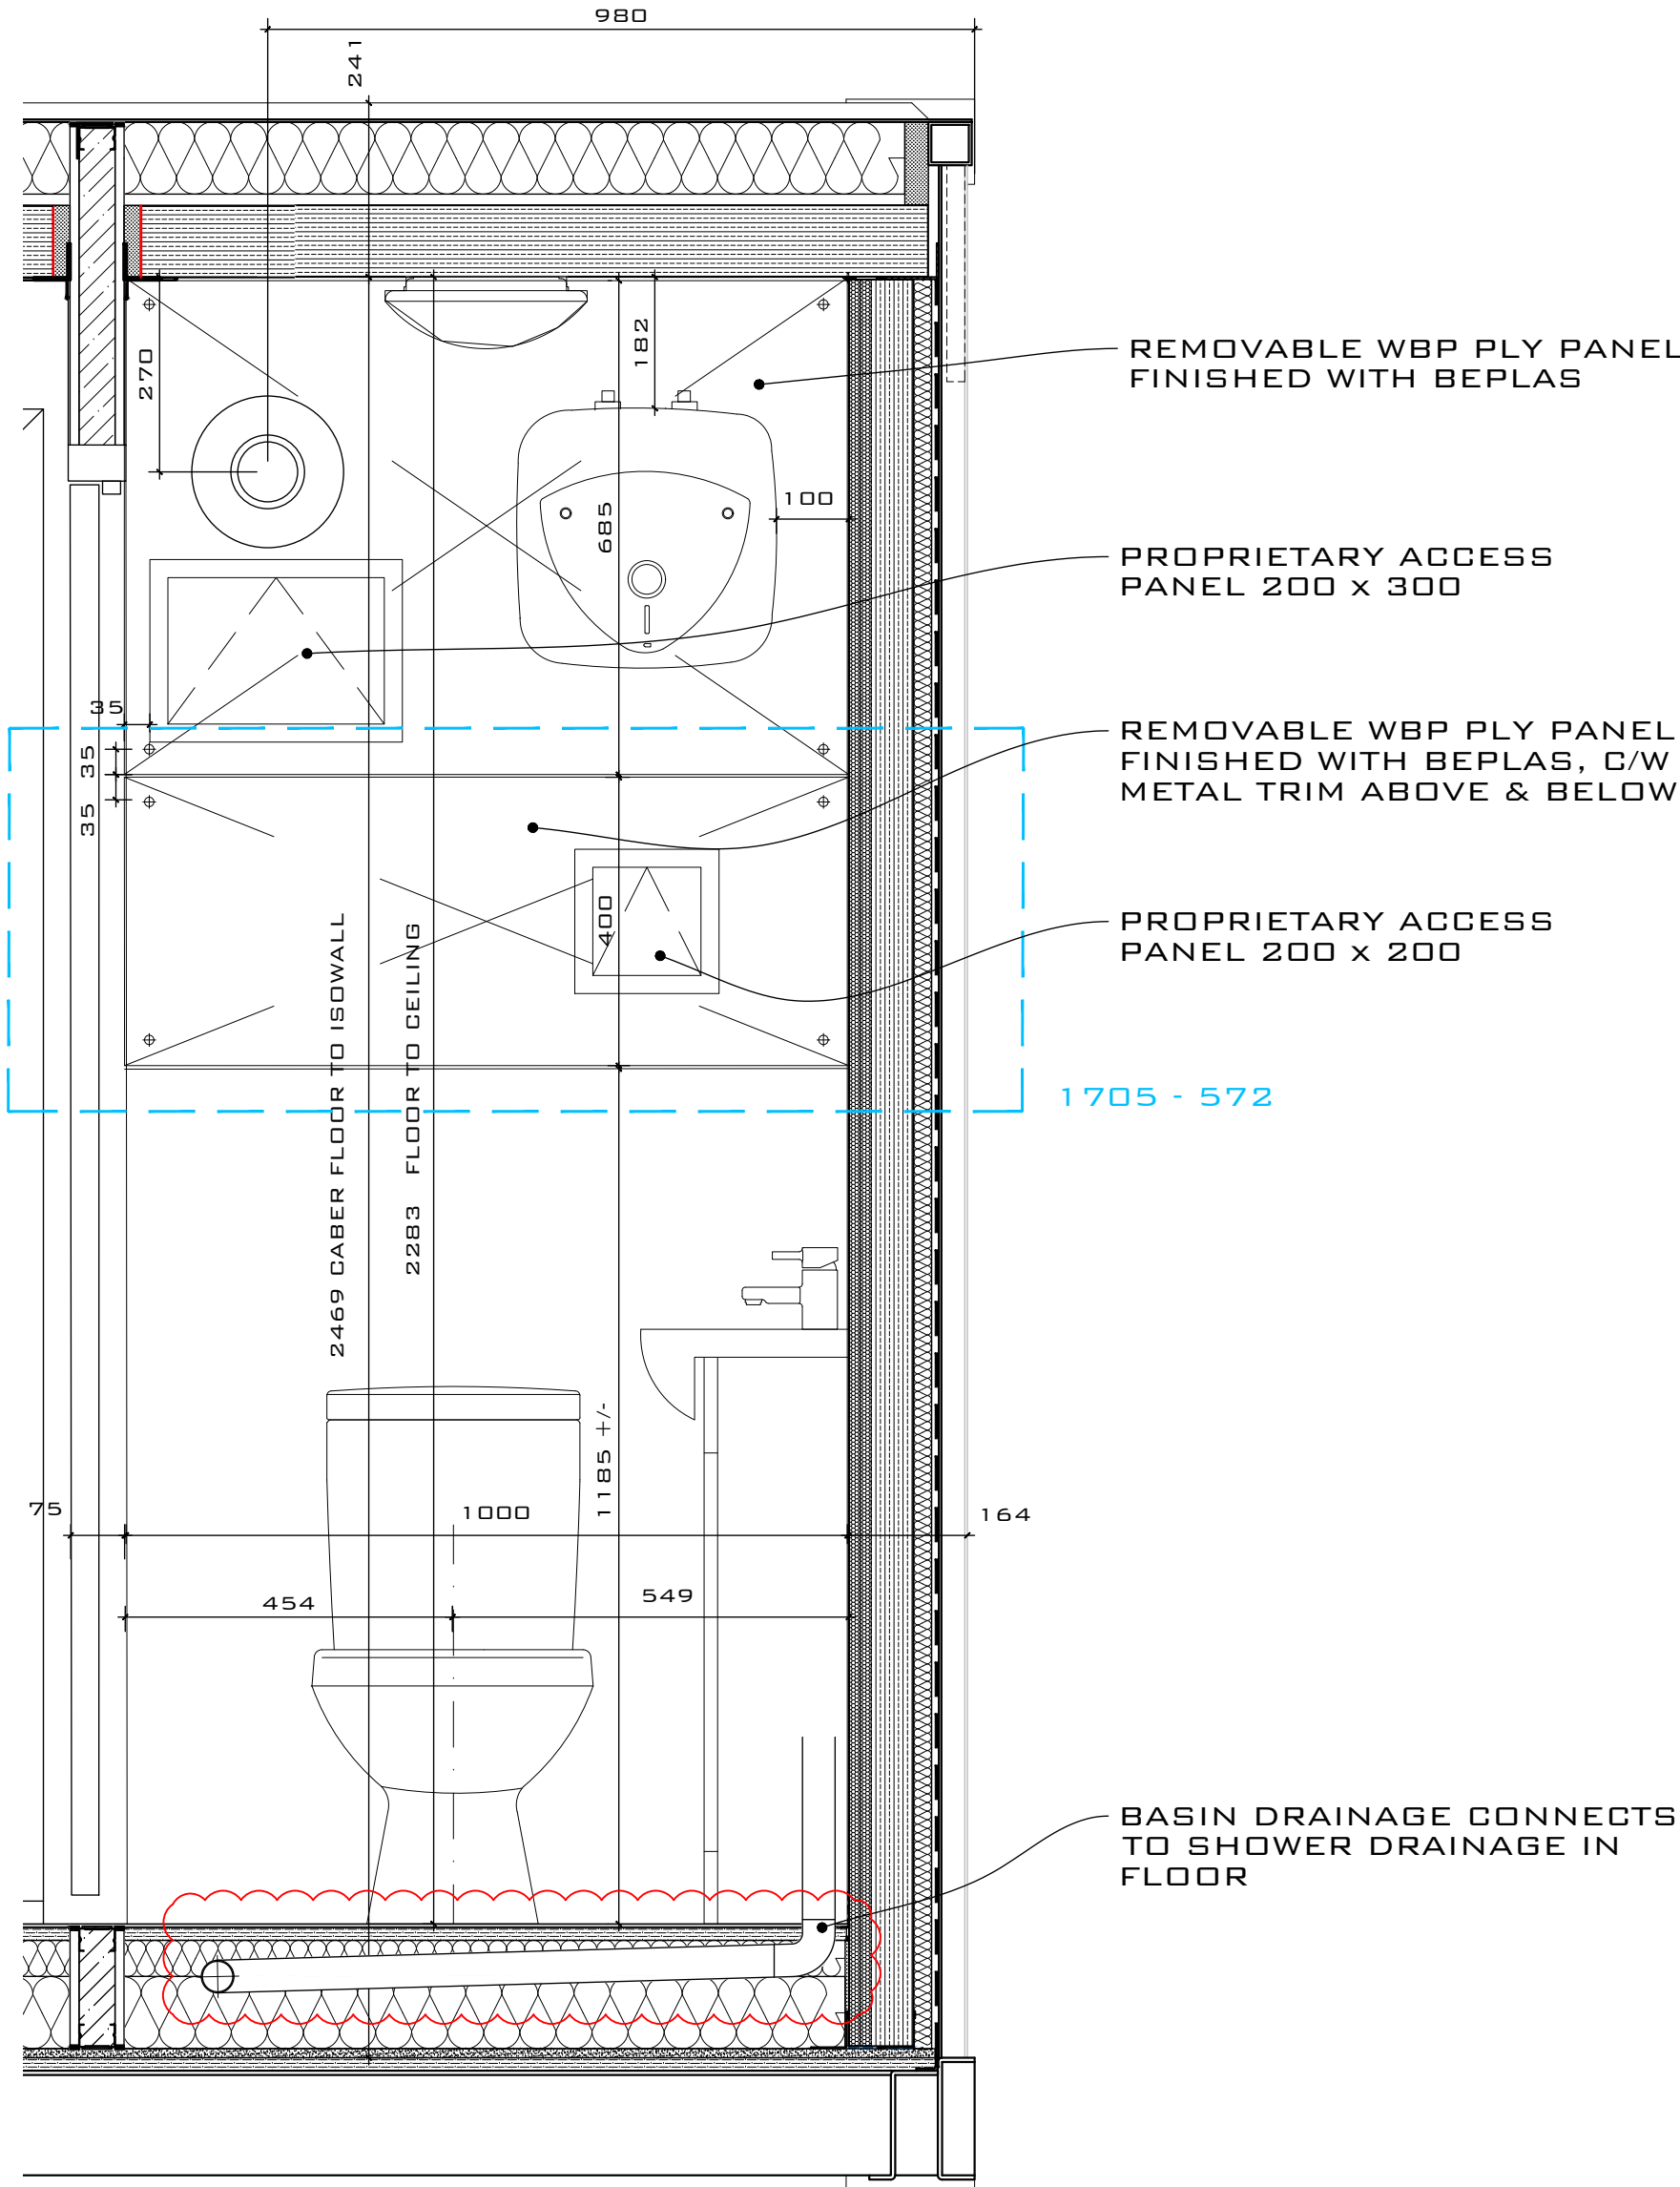 980
241
REMOVABLE WBP PLY PANEL
FINISHED WITH BEPLAS
182
270
100
685
PROPRIETARY ACCESS
PANEL 200 x 300
35
35
35
REMOVABLE WBP PLY PANEL
FINISHED WITH BEPLAS, C/W
METAL TRIM ABOVE & BELOW
400
PROPRIETARY ACCESS
PANEL 200 x 200
2469 CABER FLOOR TO ISOWALL
2283 FLOOR TO CEILING
1705 - 572
1185 +/-
75
1000
164
454
549
BASIN DRAINAGE CONNECTS
TO SHOWER DRAINAGE IN
FLOOR